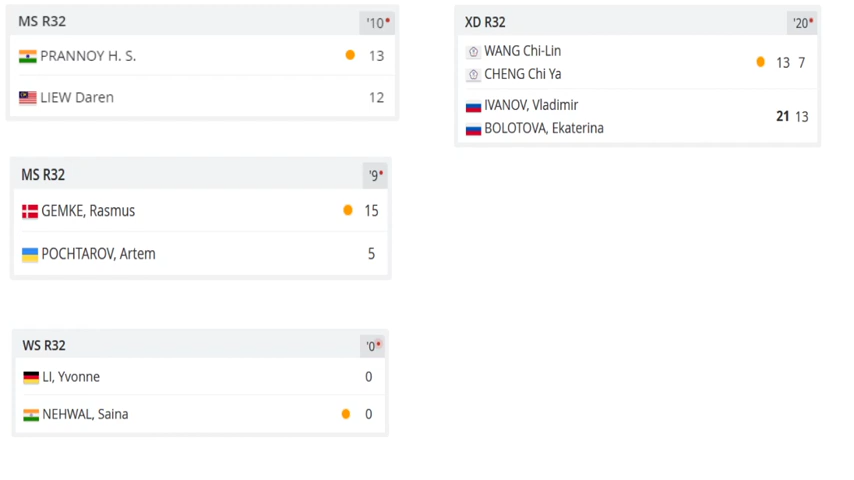 MS R32 '10
PRANNOY H. S. 13
LIEW Daren 12
MS R32 '9
GEMKE, Rasmus 15
POCHTAROV, Artem 5
WS R32 '0
LI, Yvonne 0
NEHWAL, Saina 0
XD R32 '20
WANG Chi-Lin
13 7
CHENG Chi Ya
IVANOV, Vladimir
21 13
BOLOTOVA, Ekaterina